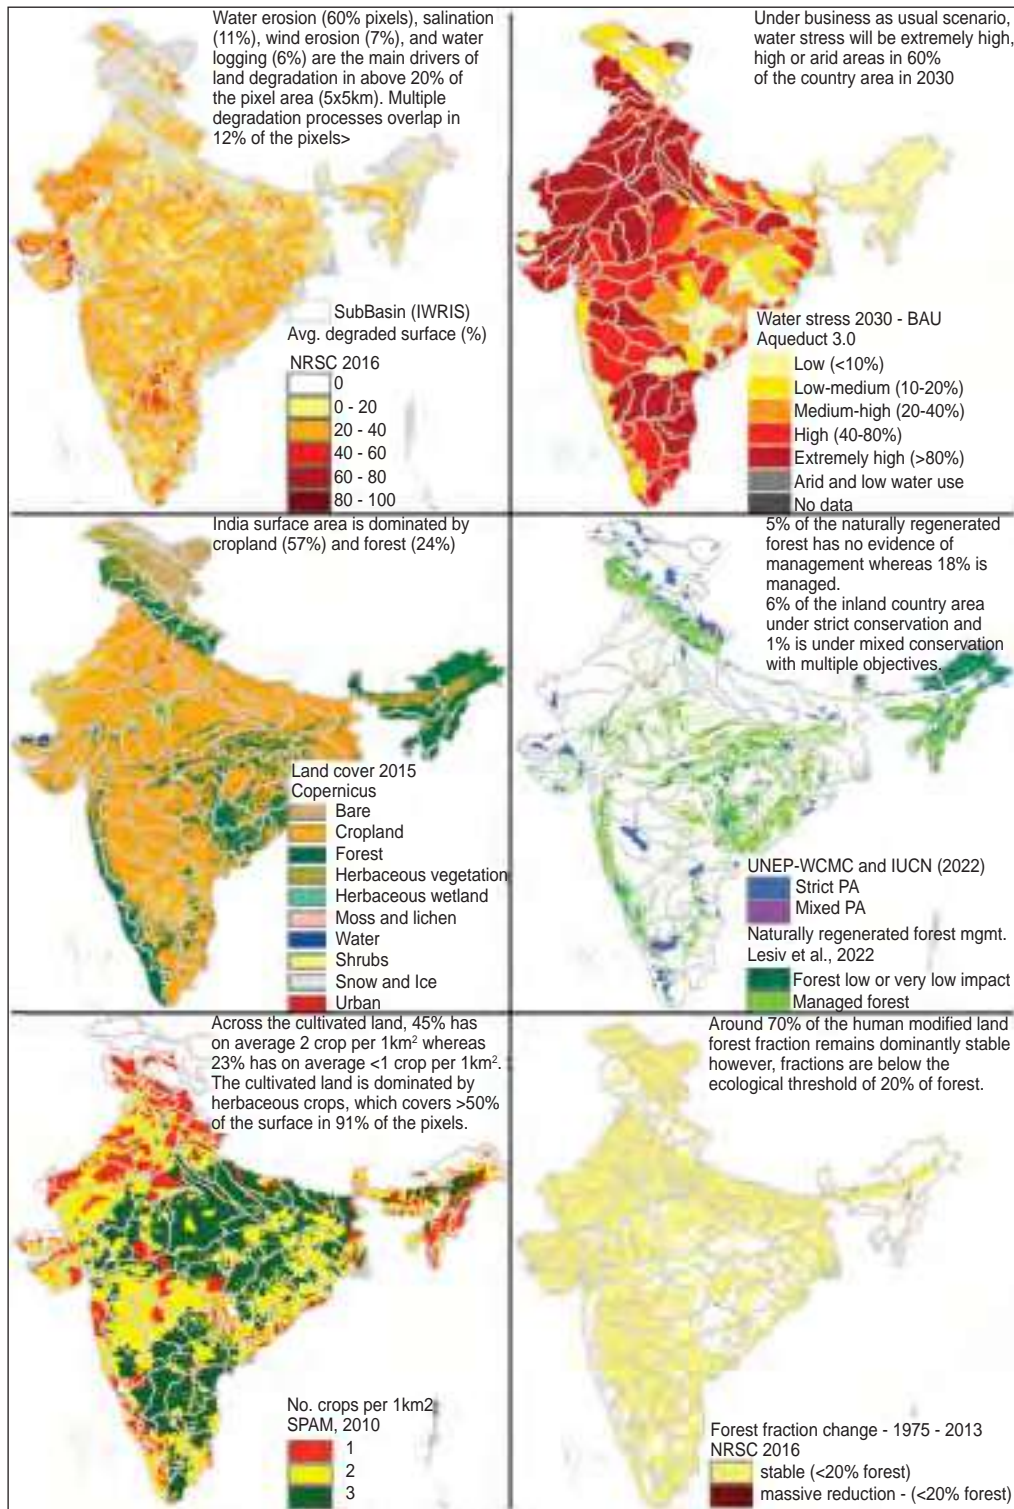 Water erosion (60% pixels), salination
(11%), wind erosion (7%), and water
logging (6%) are the main drivers of
land degradation in above 20% of
the pixel area (5x5km). Multiple
degradation processes overlap in
12% of the pixels>
SubBasin (IWRIS)
Avg. degraded surface (%)
NRSC 2016
0
0 - 20
20 - 40
40 - 60
60 - 80
80 - 100
Under business as usual scenario,
water stress will be extremely high,
high or arid areas in 60%
of the country area in 2030
Water stress 2030 - BAU
Aqueduct 3.0
Low (<10%)
Low-medium (10-20%)
Medium-high (20-40%)
High (40-80%)
Extremely high (>80%)
Arid and low water use
No data
India surface area is dominated by
cropland (57%) and forest (24%)
Land cover 2015
Copernicus
Bare
Cropland
Forest
Herbaceous vegetation
Herbaceous wetland
Moss and lichen
Water
Shrubs
Snow and Ice
Urban
5% of the naturally regenerated
forest has no evidence of
management whereas 18% is
managed.
6% of the inland country area
under strict conservation and
1% is under mixed conservation
with multiple objectives.
UNEP-WCMC and IUCN (2022)
Strict PA
Mixed PA
Naturally regenerated forest mgmt.
Lesiv et al., 2022
Forest low or very low impact
Managed forest
Across the cultivated land, 45% has
on average 2 crop per 1km² whereas
23% has on average <1 crop per 1km².
The cultivated land is dominated by
herbaceous crops, which covers >50%
of the surface in 91% of the pixels.
No. crops per 1km2
SPAM, 2010
1
2
3
Around 70% of the human modified land
forest fraction remains dominantly stable
however, fractions are below the
ecological threshold of 20% of forest.
Forest fraction change - 1975 - 2013
NRSC 2016
stable (<20% forest)
massive reduction - (<20% forest)